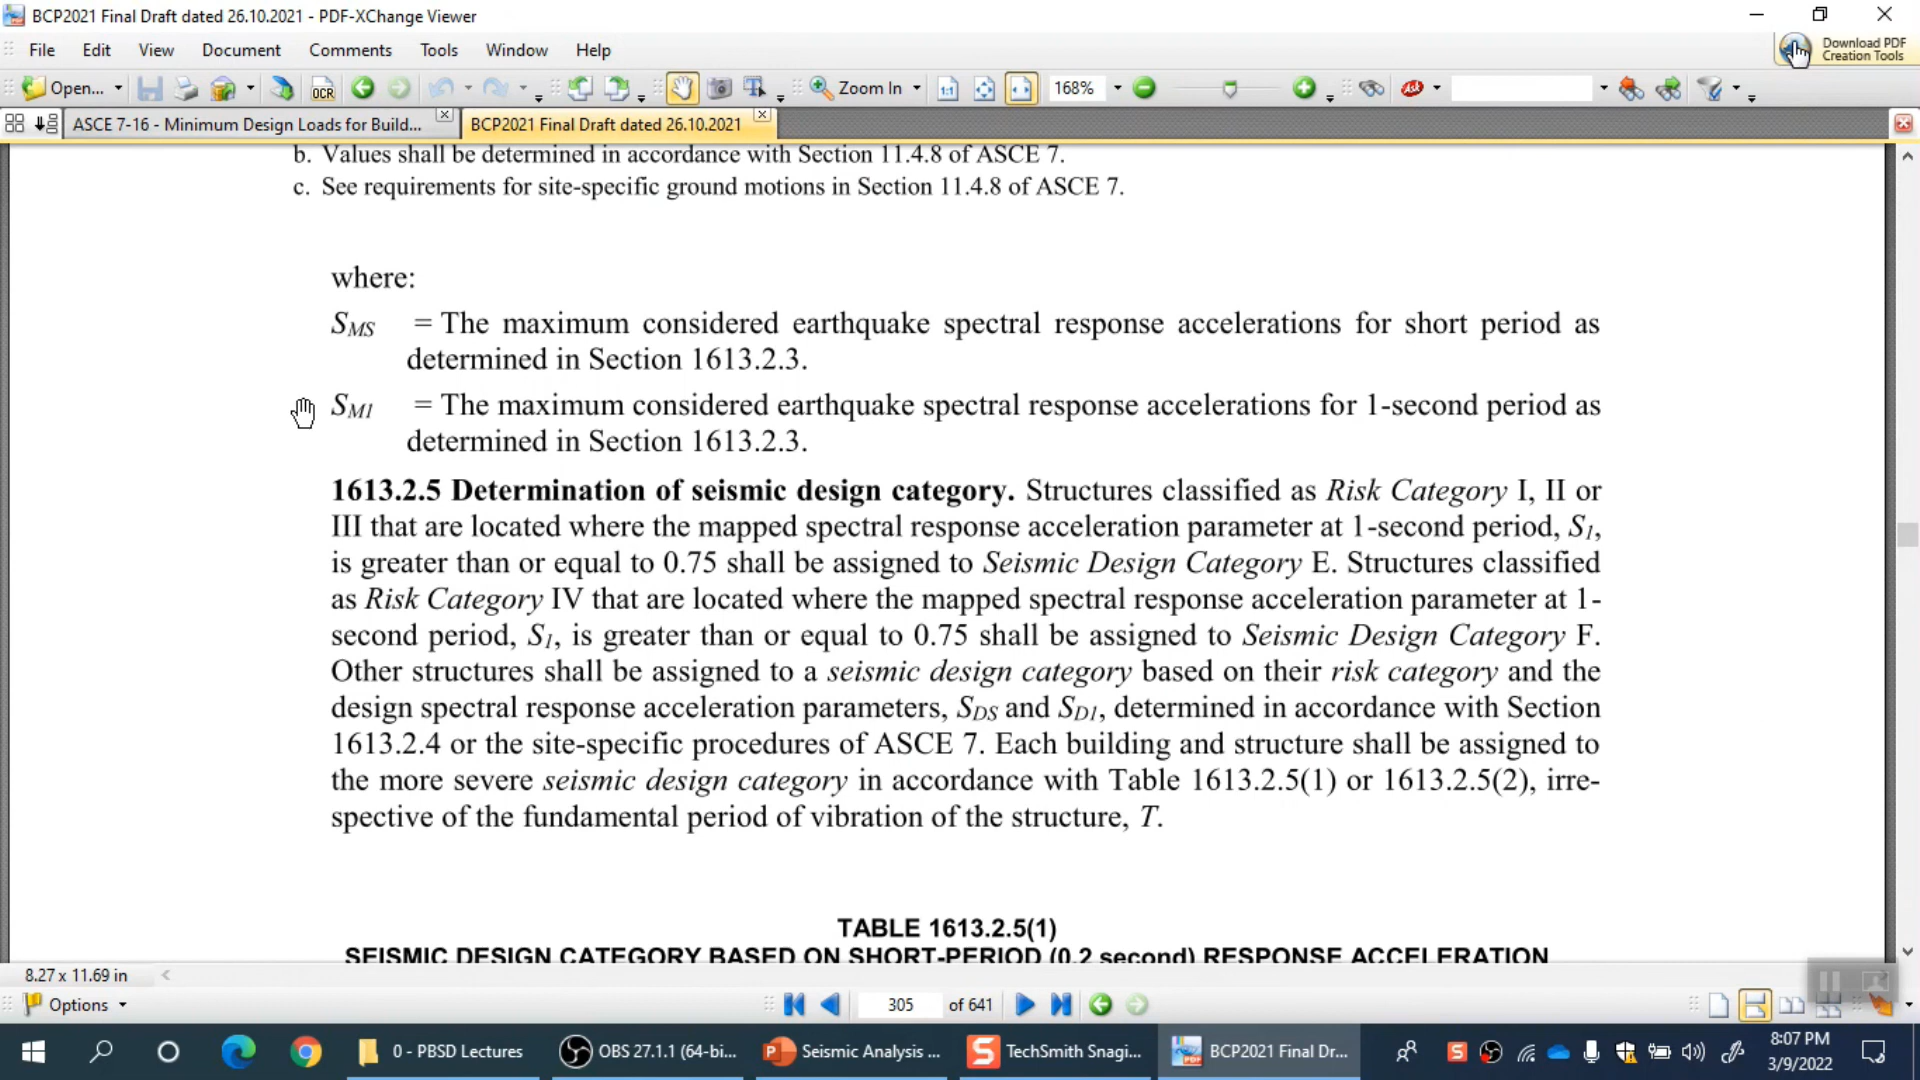 BCP2021 Final Draft dated 26.10.2021 - PDF-XChange Viewer
File Edit View Document Comments Tools Window Help
Download PDF
Creation Tools
Open... OCR Zoom In 1:1 168%
ASCE 7-16 - Minimum Design Loads for Build... BCP2021 Final Draft dated 26.10.2021
b. Values shall be determined in accordance with Section 11.4.8 of ASCE 7.
c. See requirements for site-specific ground motions in Section 11.4.8 of ASCE 7.
where:
SMS = The maximum considered earthquake spectral response accelerations for short period as
determined in Section 1613.2.3.
SM1 = The maximum considered earthquake spectral response accelerations for 1-second period as
determined in Section 1613.2.3.
1613.2.5 Determination of seismic design category. Structures classified as Risk Category I, II or
III that are located where the mapped spectral response acceleration parameter at 1-second period, S1,
is greater than or equal to 0.75 shall be assigned to Seismic Design Category E. Structures classified
as Risk Category IV that are located where the mapped spectral response acceleration parameter at 1-
second period, S1, is greater than or equal to 0.75 shall be assigned to Seismic Design Category F.
Other structures shall be assigned to a seismic design category based on their risk category and the
design spectral response acceleration parameters, SDS and SD1, determined in accordance with Section
1613.2.4 or the site-specific procedures of ASCE 7. Each building and structure shall be assigned to
the more severe seismic design category in accordance with Table 1613.2.5(1) or 1613.2.5(2), irre-
spective of the fundamental period of vibration of the structure, T.
TABLE 1613.2.5(1)
SEISMIC DESIGN CATEGORY BASED ON SHORT-PERIOD (0.2 second) RESPONSE ACCELERATION
8.27 x 11.69 in
Options 305 of 641
0 - PBSD Lectures OBS 27.1.1 (64-bi... Seismic Analysis ... TechSmith Snagi... BCP2021 Final Dr... 8:07 PM
3/9/2022